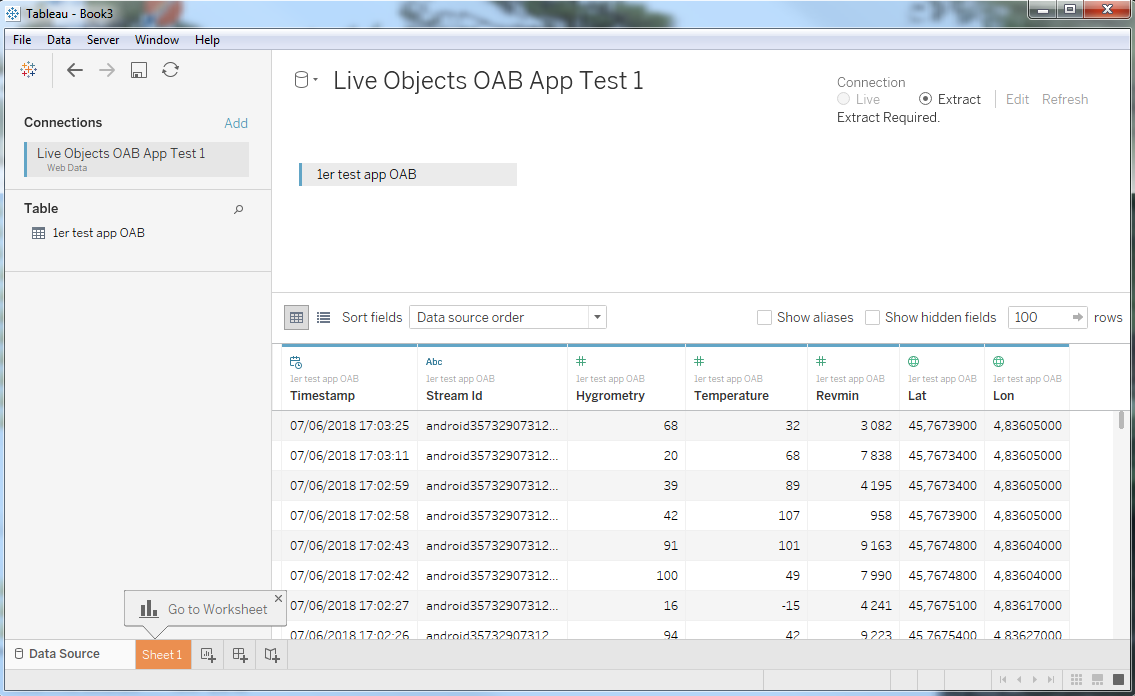 Tableau - Book3
File Data Server Window Help
Connections Add
Live Objects OAB App Test 1
Web Data
Table
1er test app OAB
Live Objects OAB App Test 1
Connection
Live Extract Edit Refresh
Extract Required.
1er test app OAB
Sort fields Data source order Show aliases Show hidden fields 100 rows
Abc
1er test app OAB 1er test app OAB 1er test app OAB 1er test app OAB 1er test app OAB 1er test app OAB 1er test app OAB
Timestamp Stream Id Hygrometry Temperature Revmin Lat Lon
07/06/2018 17:03:25 android35732907312... 68 32 3 082 45,7673900 4,83605000
07/06/2018 17:03:11 android35732907312... 20 68 7 838 45,7673400 4,83605000
07/06/2018 17:02:59 android35732907312... 39 89 4 195 45,7673400 4,83605000
07/06/2018 17:02:58 android35732907312... 42 107 958 45,7673900 4,83605000
07/06/2018 17:02:43 android35732907312... 91 101 9 163 45,7674800 4,83604000
07/06/2018 17:02:42 android35732907312... 100 49 7 990 45,7674800 4,83604000
07/06/2018 17:02:27 android35732907312... 16 -15 4 241 45,7675100 4,83617000
07/06/2018 17:02:26 android35732907312... 94 42 9 223 45,7675400 4,83627000
Go to Worksheet
Data Source Sheet 1